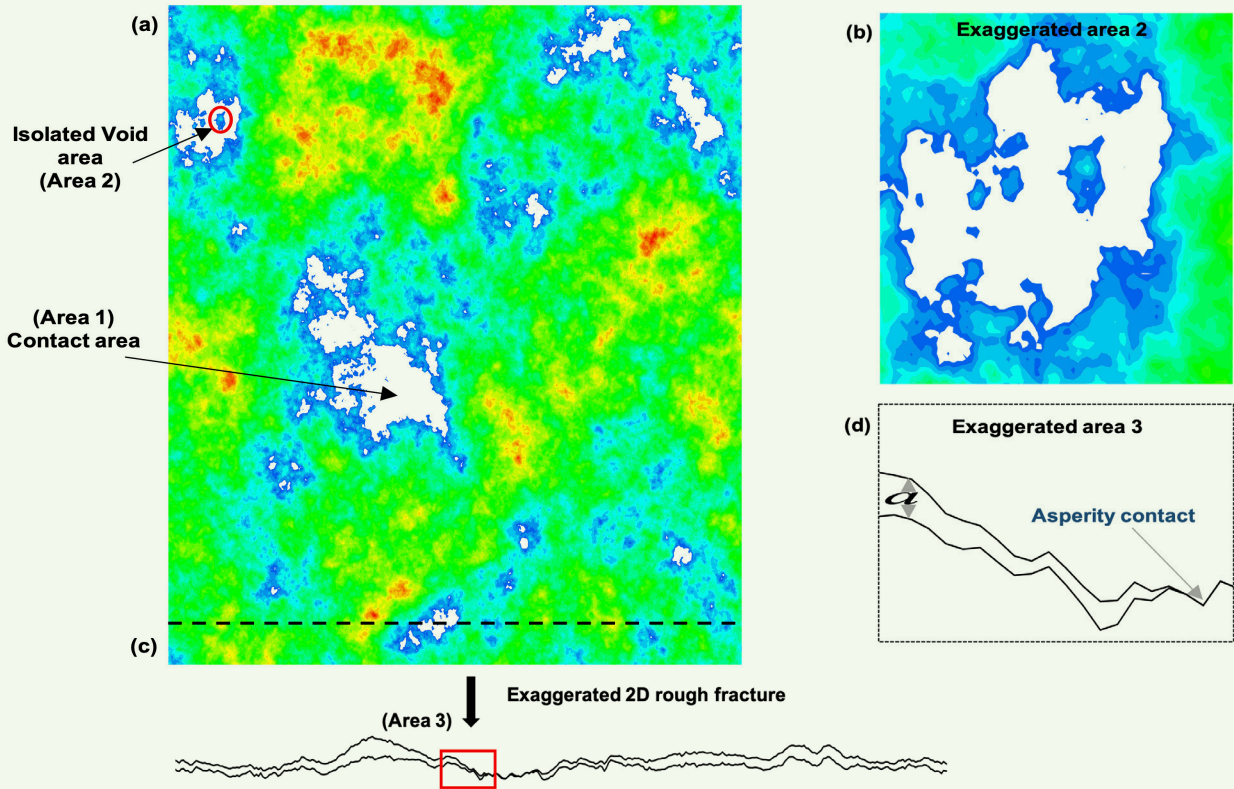 (a)
Isolated Void
area
(Area 2)
(Area 1)
Contact area
(b)
Exaggerated area 2
(d)
Exaggerated area 3
a
Asperity contact
(c)
Exaggerated 2D rough fracture
(Area 3)